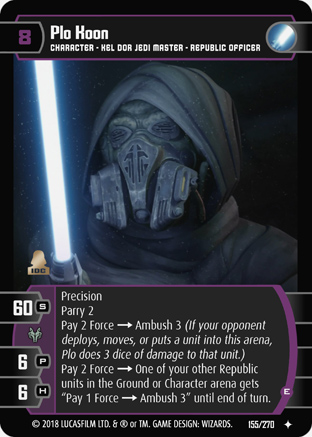 8 Plo Koon
CHARACTER - KEL DOR JEDI MASTER - REPUBLIC OFFICER
IDC
60 S
6 P
6 H
Precision
Parry 2
Pay 2 Force → Ambush 3 (If your opponent
deploys, moves, or puts a unit into this arena,
Plo does 3 dice of damage to that unit.)
Pay 2 Force → One of your other Republic
units in the Ground or Character arena gets
“Pay 1 Force → Ambush 3” until end of turn.
E
© 2018 LUCASFILM LTD. & ® or TM. GAME DESIGN: WIZARDS. 155/270